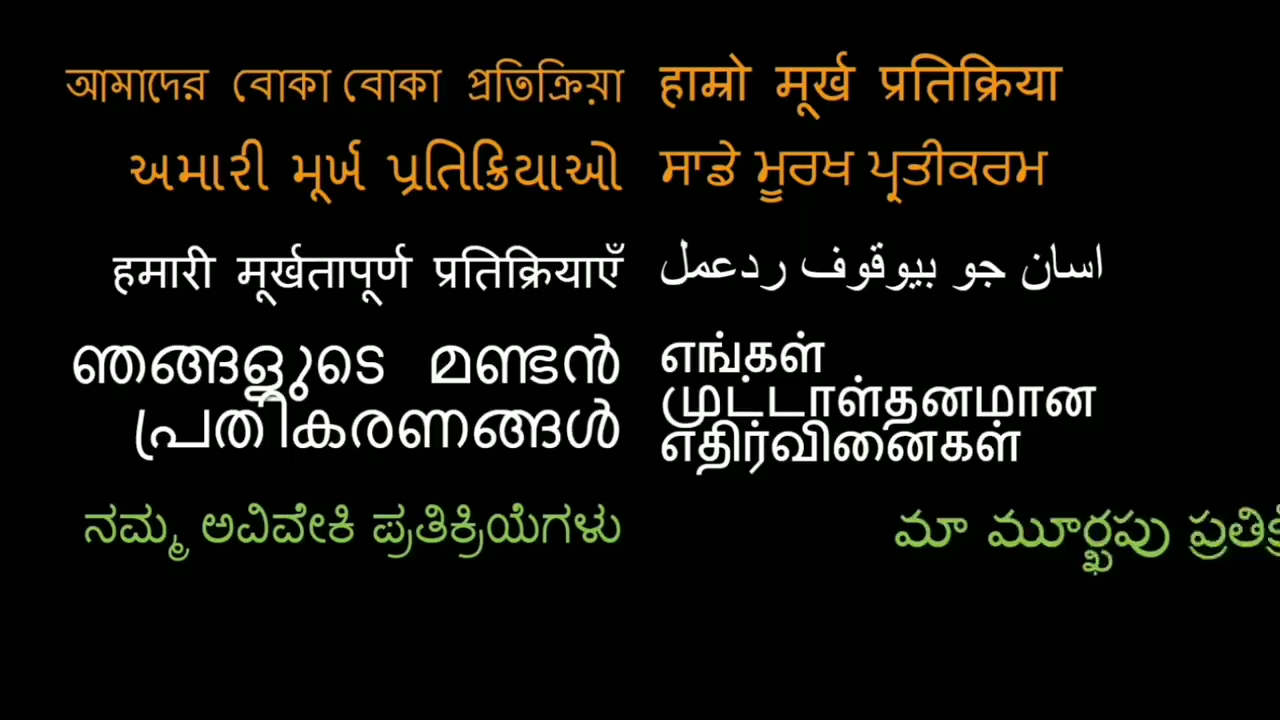 আমাদের বোকা বোকা প্রতিক্রিয়া
हाम्रो मूर्ख प्रतिक्रिया
અમારી મૂર્ખ પ્રતિક્રિયાઓ
ਸਾਡੇ ਮੂਰਖ ਪ੍ਰਤੀਕਰਮ
हमारी मूर्खतापूर्ण प्रतिक्रियाएँ
اسان جو بيوقوف ردعمل
ഞങ്ങളുടെ മണ്ടൻ
പ്രതികരണങ്ങൾ
எங்கள்
முட்டாள்தனமான
எதிர்வினைகள்
ನಮ್ಮ ಅವಿವೇಕಿ ಪ್ರತಿಕ್ರಿಯೆಗಳು
మా మూర్ఖపు